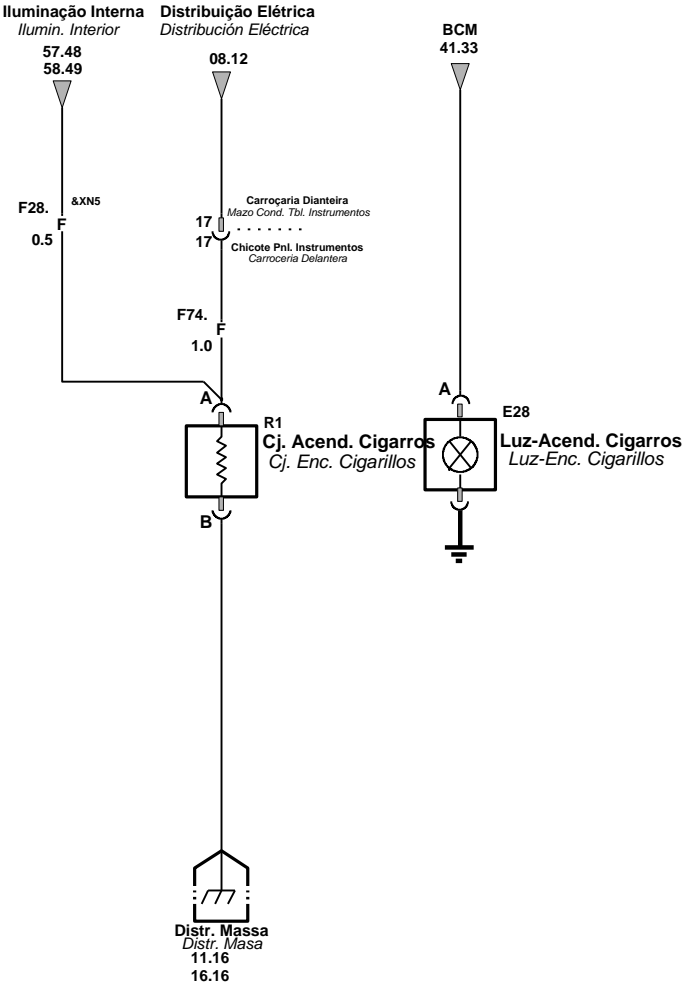 Iluminação Interna
Ilumin. Interior
57.48
58.49
Distribuição Elétrica
Distribución Eléctrica
08.12
BCM
41.33
F28.
&XN5
F
0.5
Carroçaria Dianteira
Mazo Cond. Tbl. Instrumentos
17
17
Chicote Pnl. Instrumentos
Carroceria Delantera
F74.
F
1.0
A
R1
Cj. Acend. Cigarros
Cj. Enc. Cigarillos
B
A
E28
Luz-Acend. Cigarros
Luz-Enc. Cigarillos
Distr. Massa
Distr. Masa
11.16
16.16